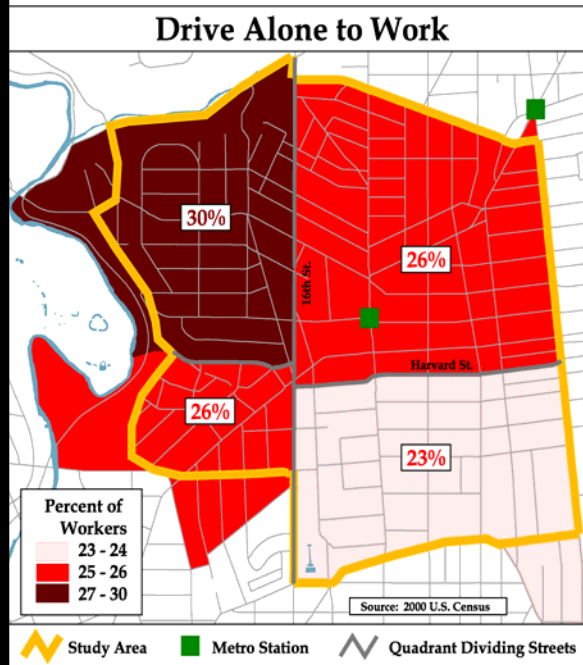 Drive Alone to Work
30%
26%
16th St.
Harvard St.
26%
23%
Percent of
Workers
23 - 24
25 - 26
27 - 30
Source: 2000 U.S. Census
Study Area
Metro Station
Quadrant Dividing Streets